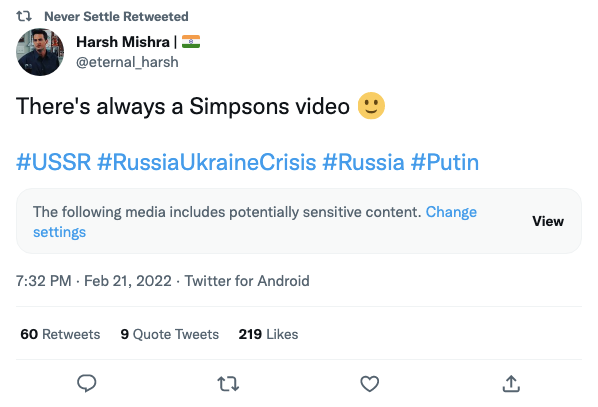 Never Settle Retweeted
Harsh Mishra | 🇮🇳
@eternal_harsh
There's always a Simpsons video 🙂
#USSR #RussiaUkraineCrisis #Russia #Putin
The following media includes potentially sensitive content. Change
settings
View
7:32 PM · Feb 21, 2022 · Twitter for Android
60 Retweets 9 Quote Tweets 219 Likes